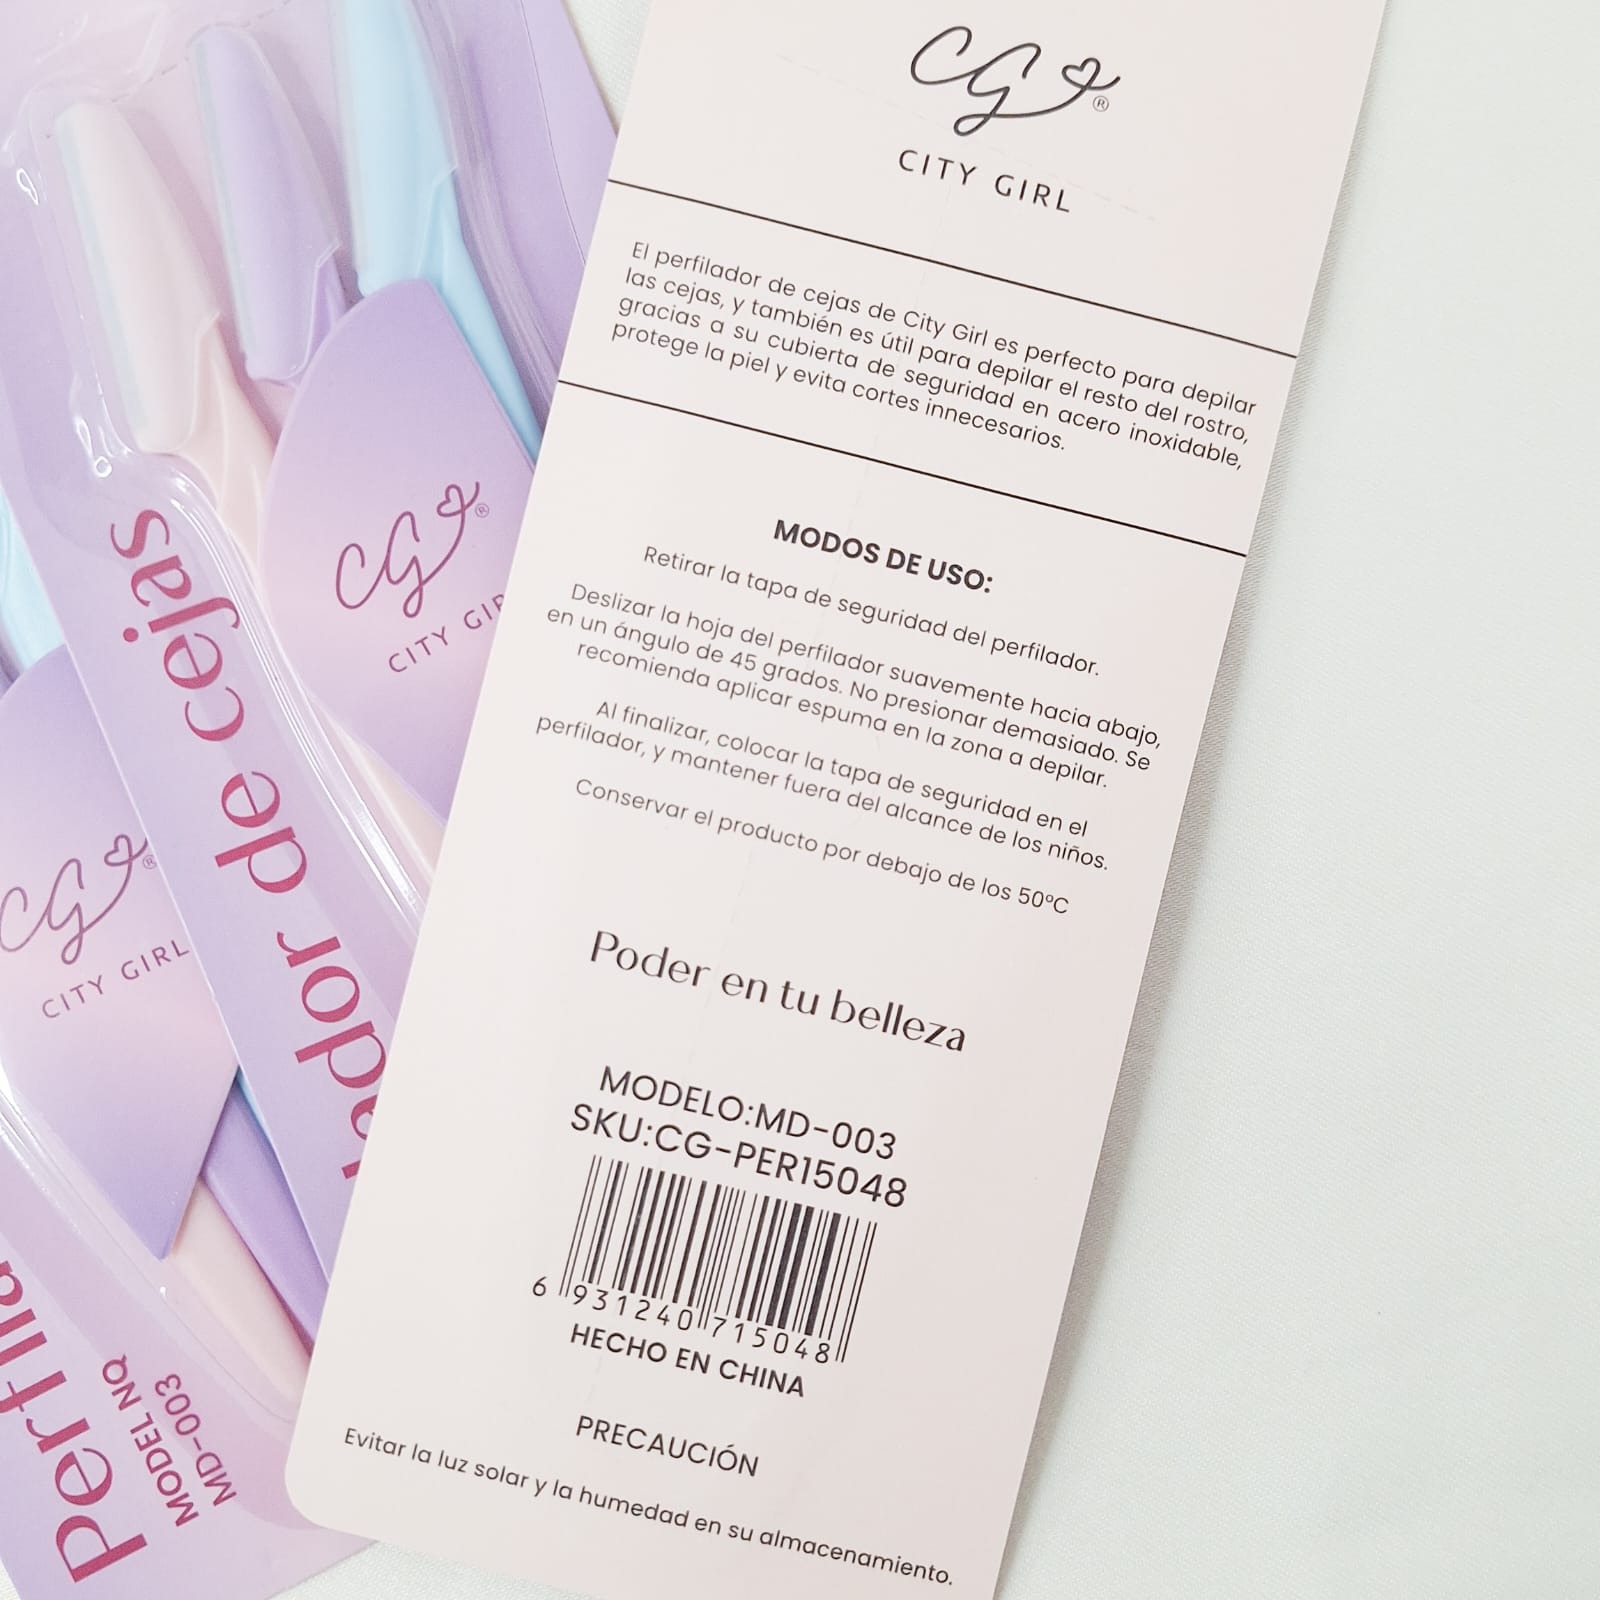 CG®
CITY GIRL
El perfilador de cejas de City Girl es perfecto para depilar
las cejas, y también es útil para depilar el resto del rostro,
gracias a su cubierta de seguridad en acero inoxidable,
protege la piel y evita cortes innecesarios.
MODOS DE USO:
Retirar la tapa de seguridad del perfilador.
Deslizar la hoja del perfilador suavemente hacia abajo,
en un ángulo de 45 grados. No presionar demasiado. Se
recomienda aplicar espuma en la zona a depilar.
Al finalizar, colocar la tapa de seguridad en el
perfilador, y mantener fuera del alcance de los niños.
Conservar el producto por debajo de los 50°C
Poder en tu belleza
MODELO:MD-003
SKU:CG-PER15048
6 931240 715048
HECHO EN CHINA
PRECAUCIÓN
Evitar la luz solar y la humedad en su almacenamiento.
CG®
CITY GIR
CG®
CITY GIRL
Perfila
ador de cejas
MODEL NQ
MD-003